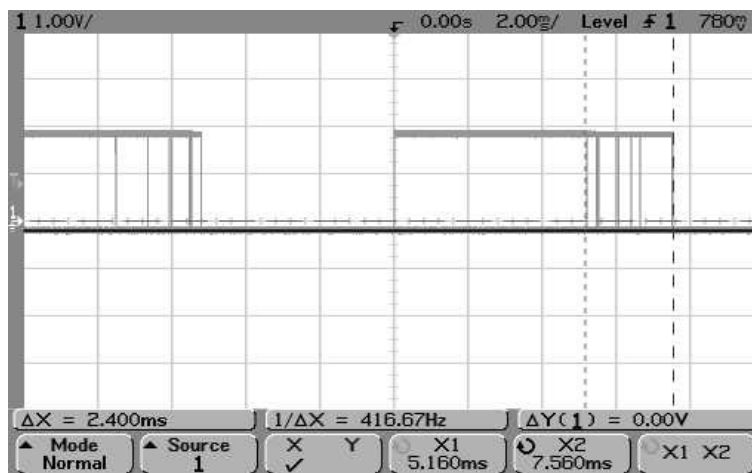 1 1.00V/ 0.00s 2.00㎳/ Level 𝑓 1 780㎷
1
ΔX = 2.400ms 1/ΔX = 416.67Hz ΔY(1) = 0.00V
Mode Source X Y X1 X2 X1 X2
Normal 1 ✓ 5.160ms 7.560ms